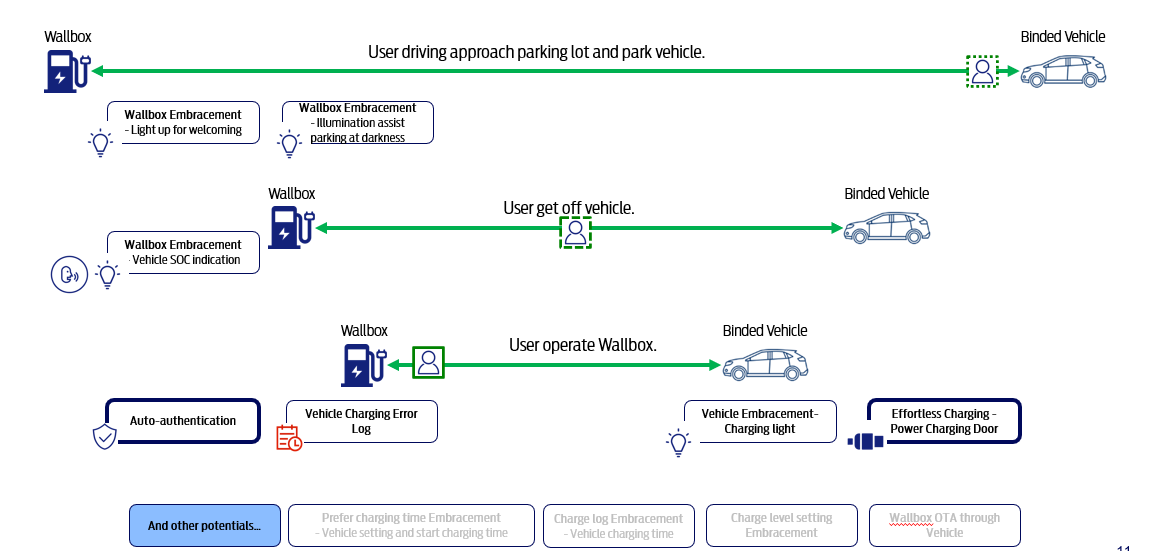 Wallbox
User driving approach parking lot and park vehicle.
Binded Vehicle
Wallbox Embracement
- Light up for welcoming
Wallbox Embracement
- Illumination assist
parking at darkness
Wallbox
User get off vehicle.
Binded Vehicle
Wallbox Embracement
- Vehicle SOC indication
Wallbox
User operate Wallbox.
Binded Vehicle
Auto-authentication
Vehicle Charging Error
Log
Vehicle Embracement-
Charging light
Effortless Charging –
Power Charging Door
And other potentials...
Prefer charging time Embracement
- Vehicle setting and start charging time
Charge log Embracement
- Vehicle charging time
Charge level setting
Embracement
Wallbox OTA through
Vehicle
11